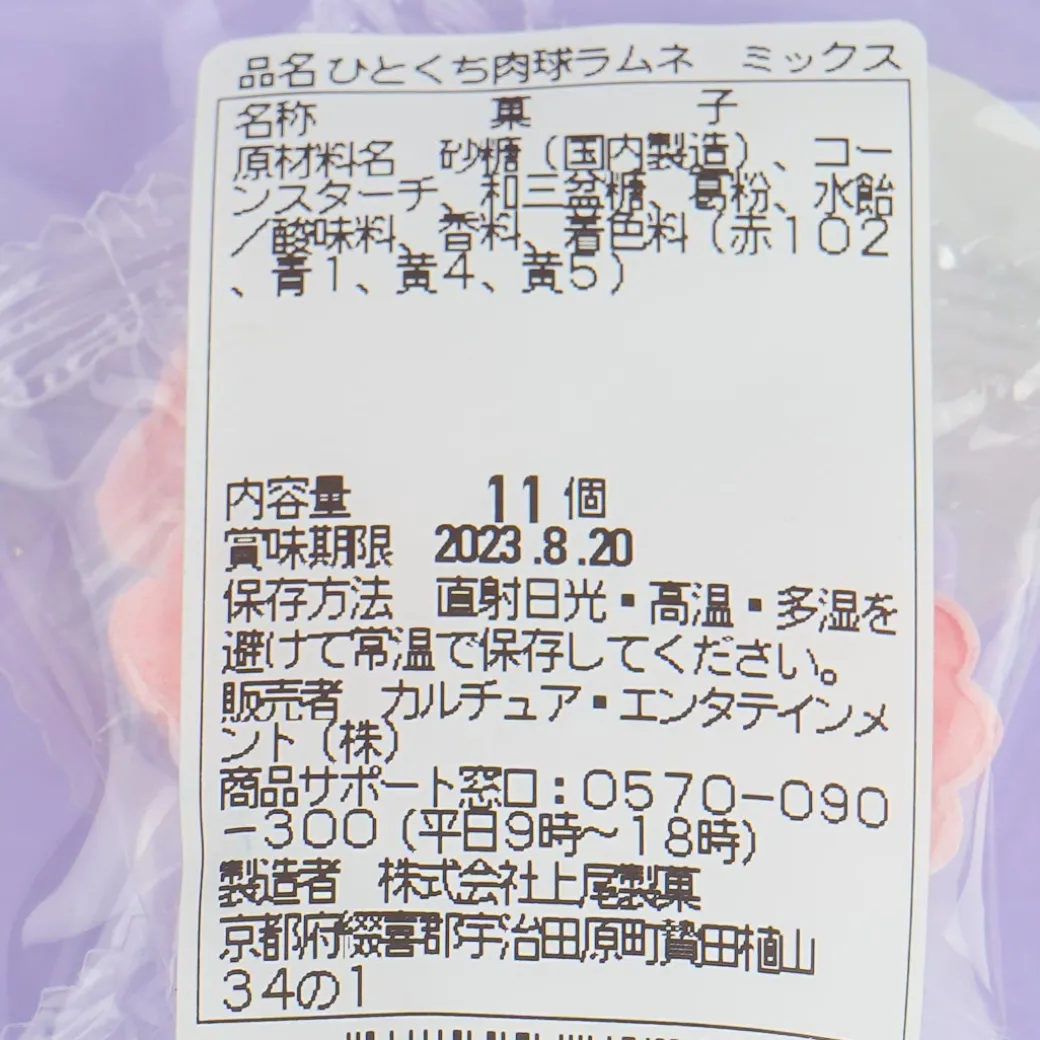 品名 ひとくち肉球ラムネ　ミックス
名称　　　　菓　　　　子
原材料名　砂糖（国内製造）、コー
ンスターチ、和三盆糖、葛粉、水飴
／酸味料、香料、着色料（赤１０２
、青１、黄４、黄５）
内容量　　　11 個
賞味期限　2023.8.20
保存方法　直射日光・高温・多湿を
避けて常温で保存してください。
販売者　カルチュア・エンタテインメ
ント（株）
商品サポート窓口：０５７０－０９０
－３００（平日９時～１８時）
製造者　株式会社上尾製菓
京都府綴喜郡宇治田原町贄田植山
３４の１